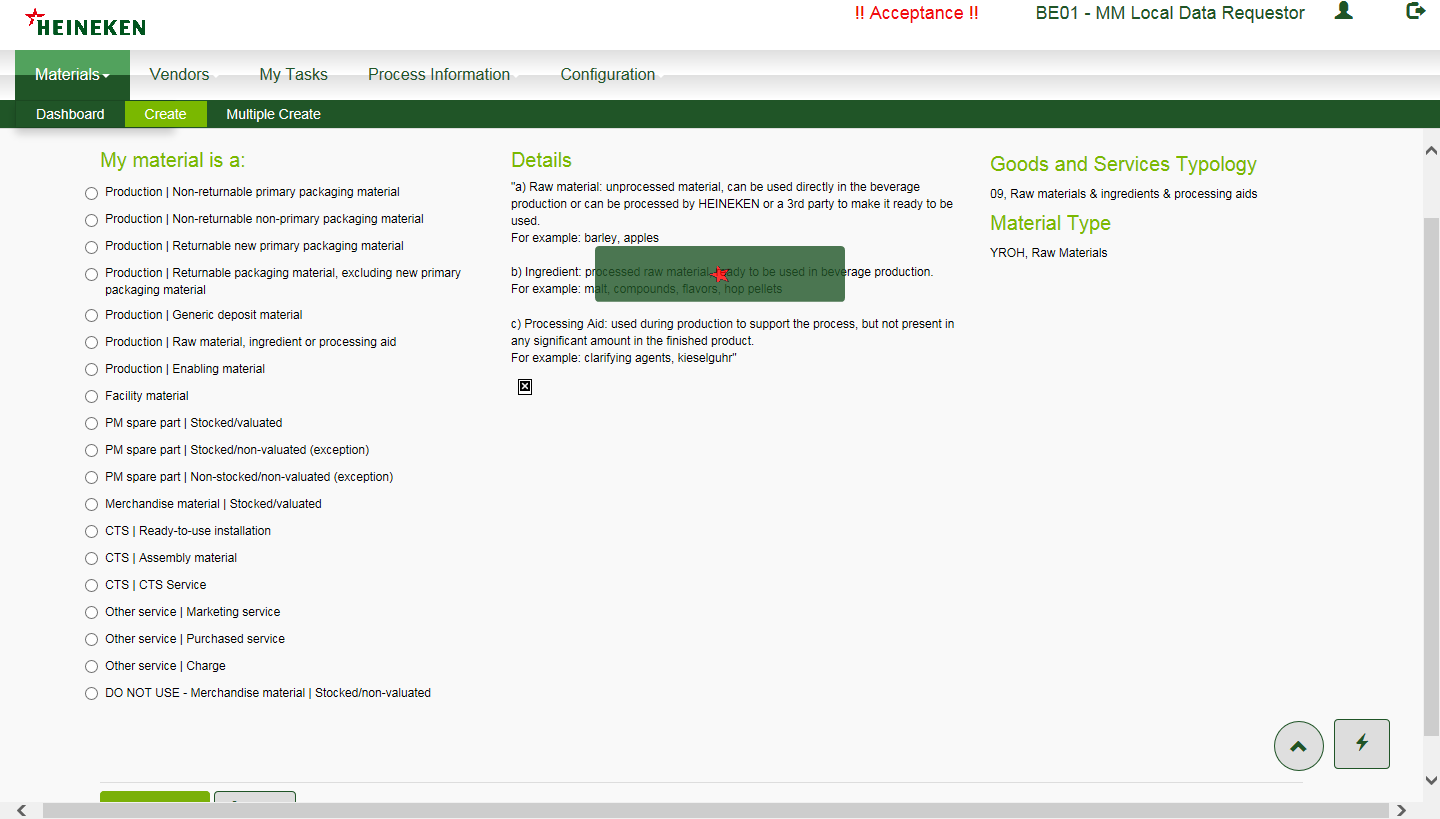 HEINEKEN
!! Acceptance !!
BE01 - MM Local Data Requestor
Materials
Vendors
My Tasks
Process Information
Configuration
Dashboard
Create
Multiple Create
My material is a:
Production | Non-returnable primary packaging material
Production | Non-returnable non-primary packaging material
Production | Returnable new primary packaging material
Production | Returnable packaging material, excluding new primary
packaging material
Production | Generic deposit material
Production | Raw material, ingredient or processing aid
Production | Enabling material
Facility material
PM spare part | Stocked/valuated
PM spare part | Stocked/non-valuated (exception)
PM spare part | Non-stocked/non-valuated (exception)
Merchandise material | Stocked/valuated
CTS | Ready-to-use installation
CTS | Assembly material
CTS | CTS Service
Other service | Marketing service
Other service | Purchased service
Other service | Charge
DO NOT USE - Merchandise material | Stocked/non-valuated
Details
"a) Raw material: unprocessed material, can be used directly in the beverage
production or can be processed by HEINEKEN or a 3rd party to make it ready to be
used.
For example: barley, apples
b) Ingredient: processed raw material, ready to be used in beverage production.
For example: malt, compounds, flavors, hop pellets
c) Processing Aid: used during production to support the process, but not present in
any significant amount in the finished product.
For example: clarifying agents, kieselguhr"
Goods and Services Typology
09, Raw materials & ingredients & processing aids
Material Type
YROH, Raw Materials